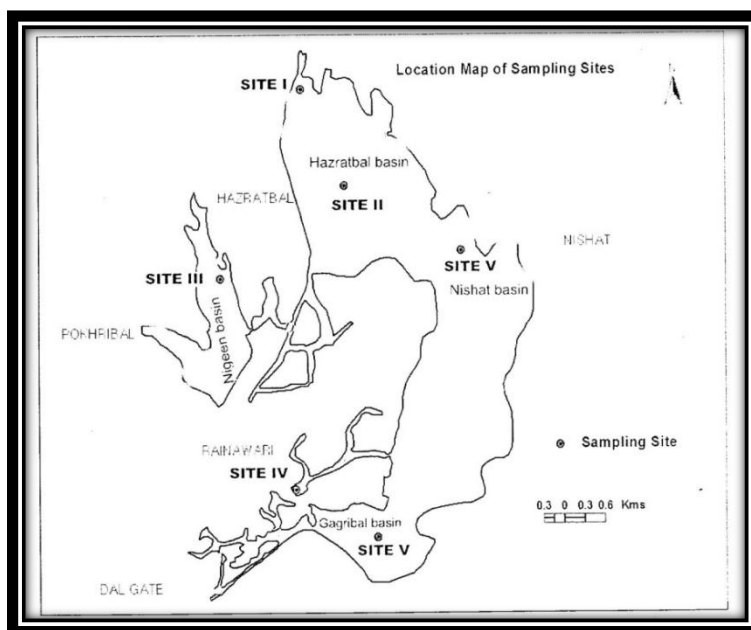 Location Map of Sampling Sites
SITE I
Hazratbal basin
HAZRATBAL
SITE II
NISHAT
SITE V
SITE III
Nishat basin
Nigeen basin
POKHRIBAL
Sampling Site
RAINAWARI
SITE IV
0.3 0 0.3 0.6 Kms
Gagribal basin
SITE V
DAL GATE